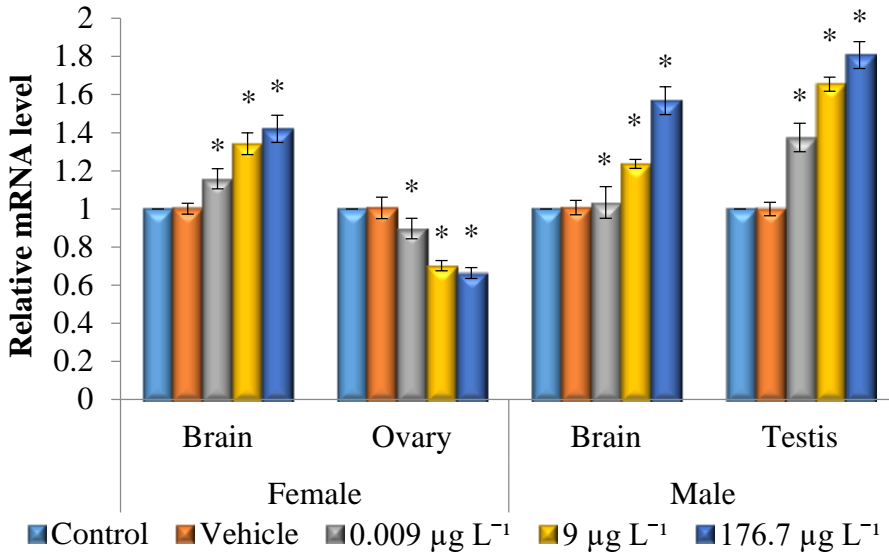 Relative mRNA level
2
1.8
1.6
1.4
1.2
1
0.8
0.6
0.4
0.2
0
* * * * * * * * * * * *
Brain Ovary Brain Testis
Female Male
Control Vehicle 0.009 µg L⁻¹ 9 µg L⁻¹ 176.7 µg L⁻¹